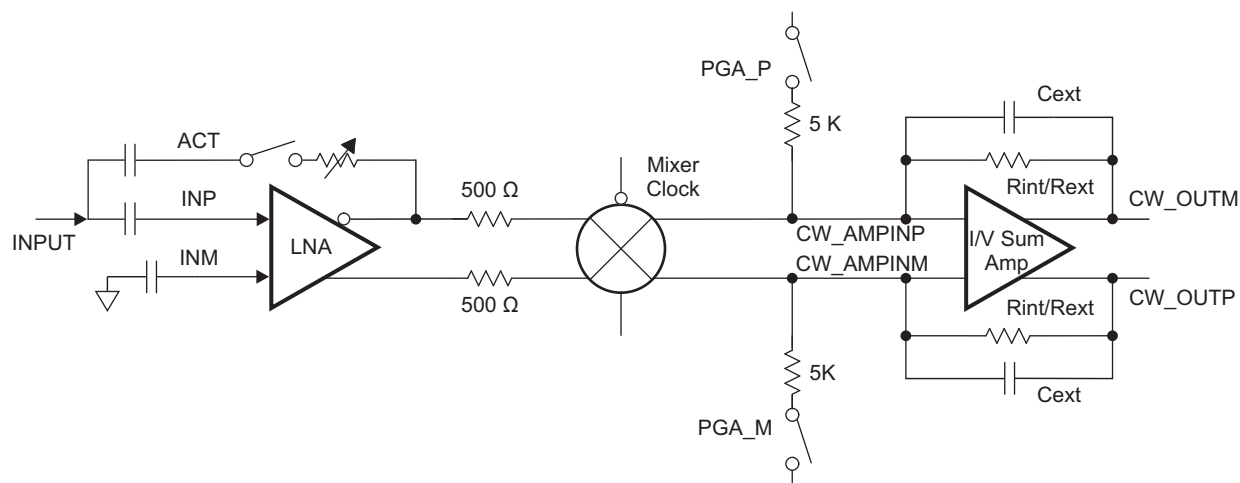 Cext
PGA_P
5 K
ACT
Mixer
Clock
Rint/Rext
500 Ω
CW_OUTM
INP
INPUT
LNA
CW_AMPINP
I/V Sum
Amp
INM
CW_AMPINM
500 Ω
CW_OUTP
Rint/Rext
5K
Cext
PGA_M